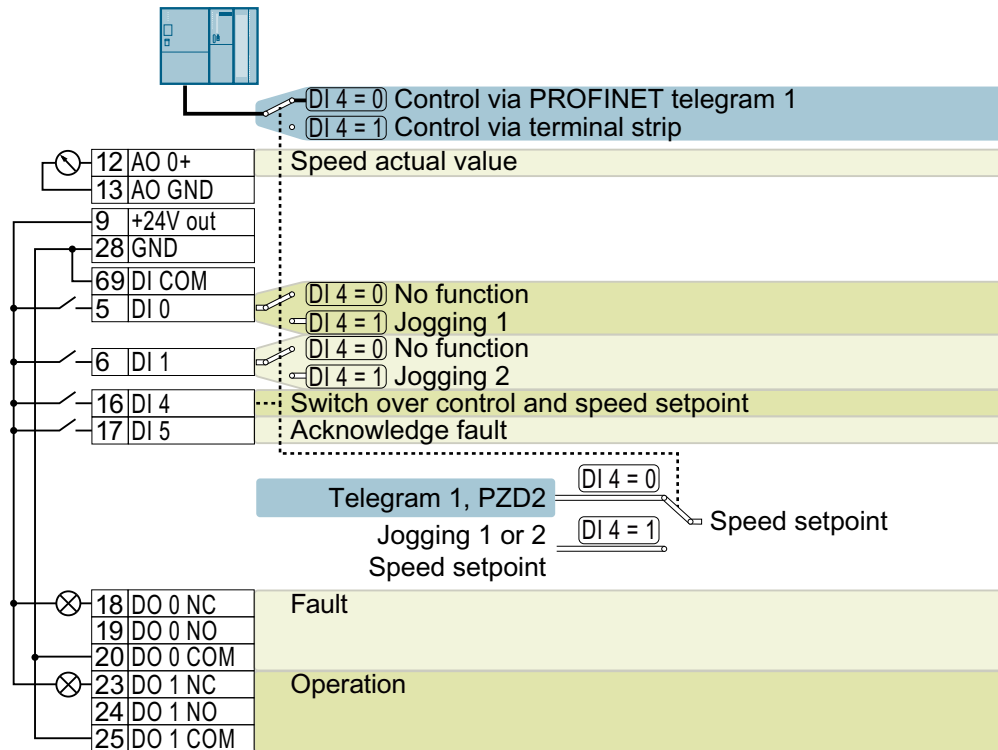 DI 4 = 0 Control via PROFINET telegram 1
DI 4 = 1 Control via terminal strip
12 AO 0+ Speed actual value
13 AO GND
9 +24V out
28 GND
69 DI COM
DI 4 = 0 No function
5 DI 0
DI 4 = 1 Jogging 1
DI 4 = 0 No function
6 DI 1
DI 4 = 1 Jogging 2
16 DI 4 Switch over control and speed setpoint
17 DI 5 Acknowledge fault
DI 4 = 0
Telegram 1, PZD2
Speed setpoint
Jogging 1 or 2 DI 4 = 1
Speed setpoint
18 DO 0 NC Fault
19 DO 0 NO
20 DO 0 COM
23 DO 1 NC Operation
24 DO 1 NO
25 DO 1 COM